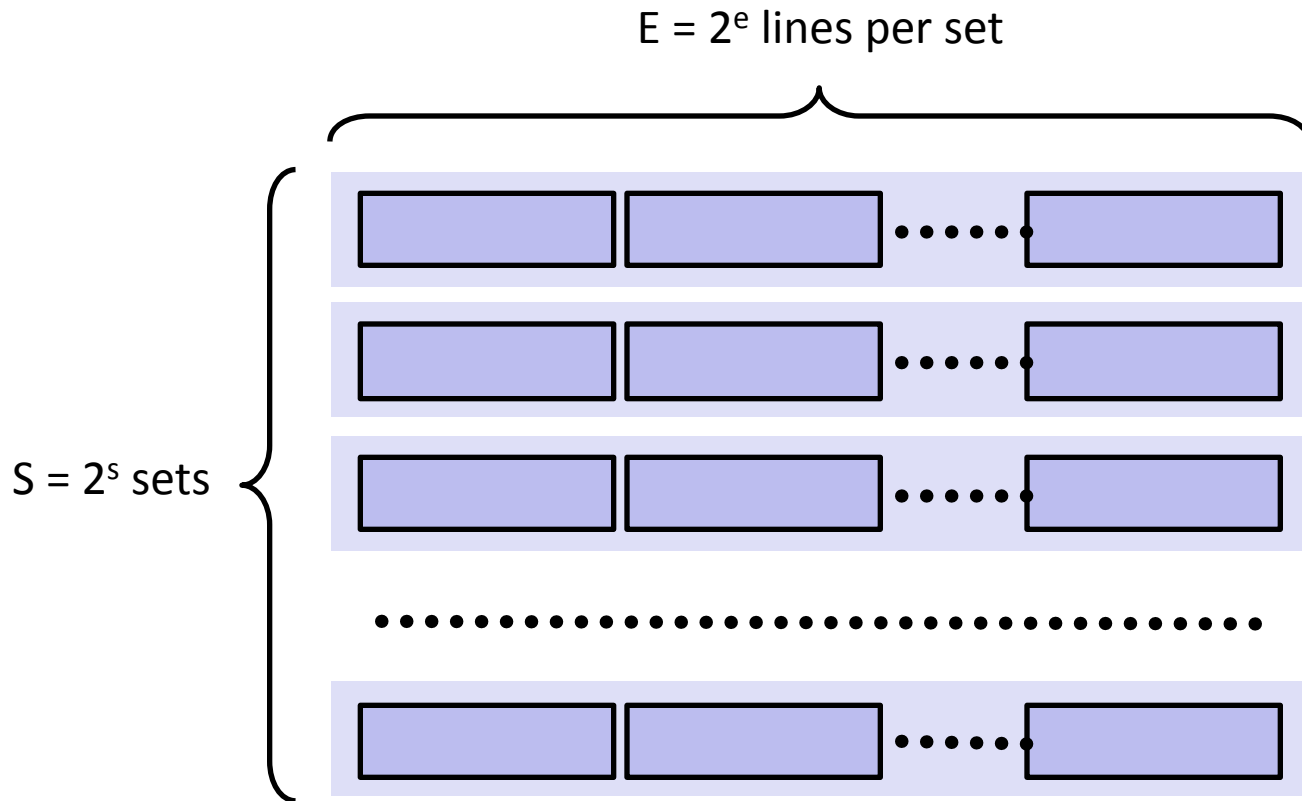 E = 2ᵉ lines per set
S = 2ˢ sets